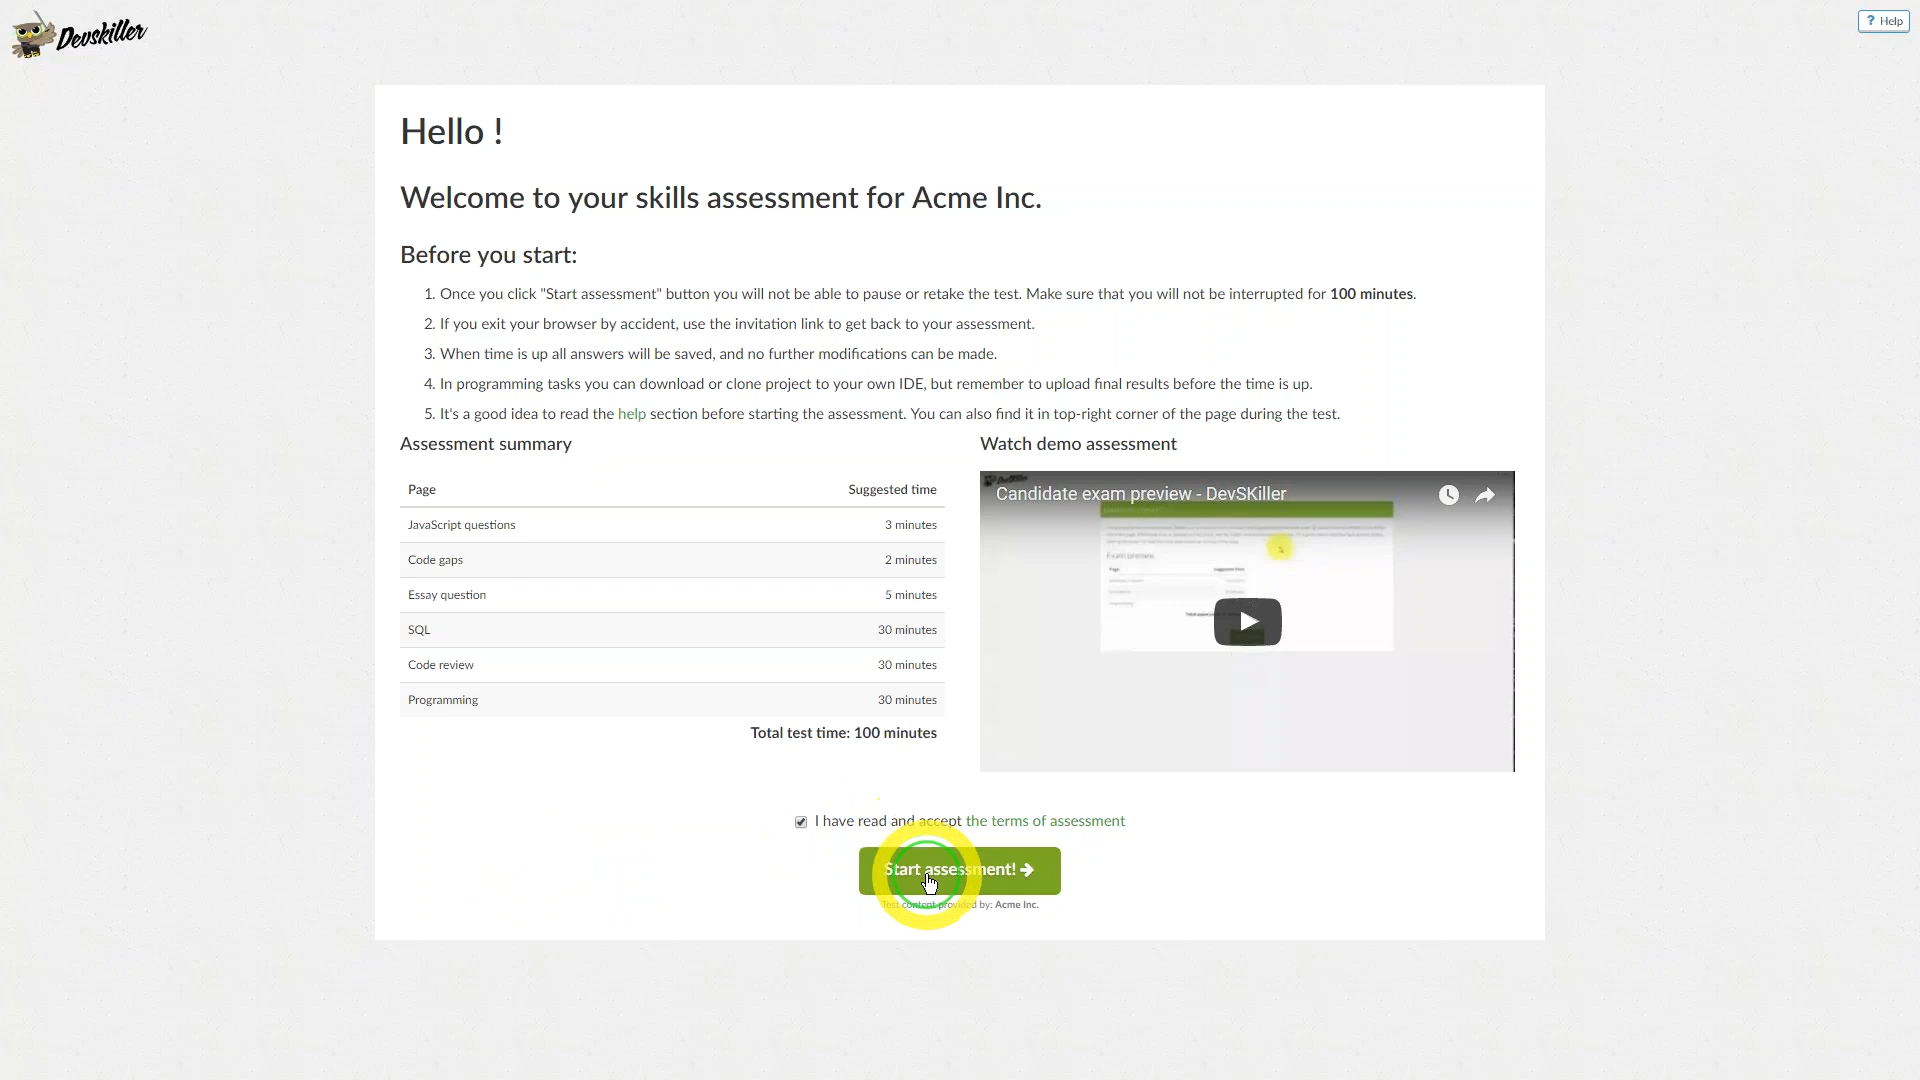 Devskiller
? Help
Hello !
Welcome to your skills assessment for Acme Inc.
Before you start:
1. Once you click "Start assessment" button you will not be able to pause or retake the test. Make sure that you will not be interrupted for 100 minutes.
2. If you exit your browser by accident, use the invitation link to get back to your assessment.
3. When time is up all answers will be saved, and no further modifications can be made.
4. In programming tasks you can download or clone project to your own IDE, but remember to upload final results before the time is up.
5. It's a good idea to read the help section before starting the assessment. You can also find it in top-right corner of the page during the test.
Assessment summary
Page Suggested time
JavaScript questions 3 minutes
Code gaps 2 minutes
Essay question 5 minutes
SQL 30 minutes
Code review 30 minutes
Programming 30 minutes
Total test time: 100 minutes
Watch demo assessment
Candidate exam preview - DevSKiller
Exam preview
I have read and accept the terms of assessment
Start assessment!
Test content provided by: Acme Inc.